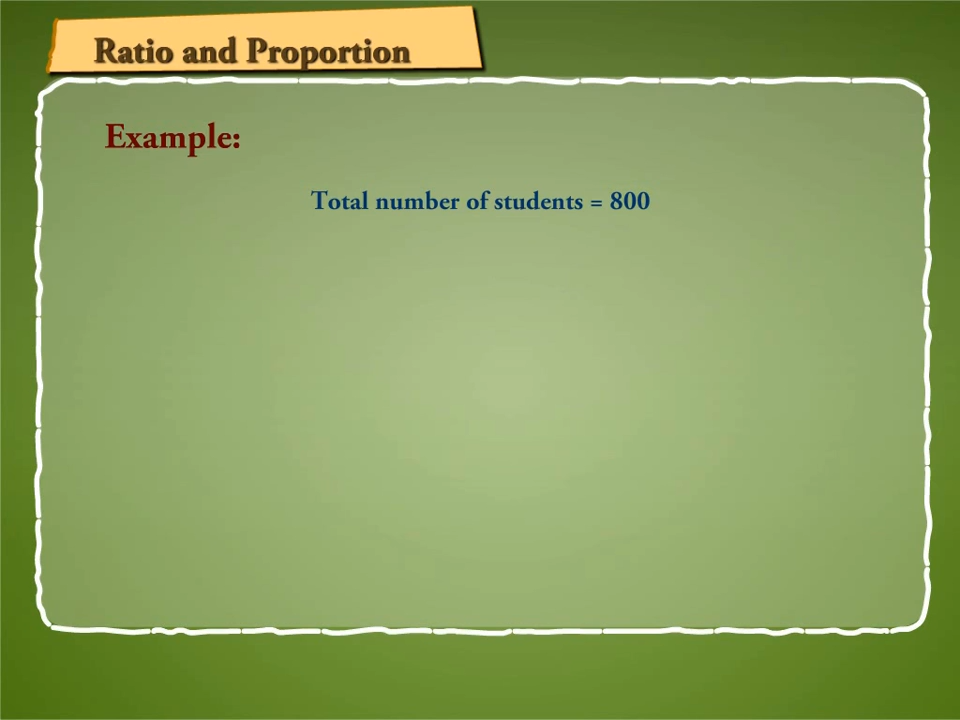 Ratio and Proportion
Example:
Total number of students = 800